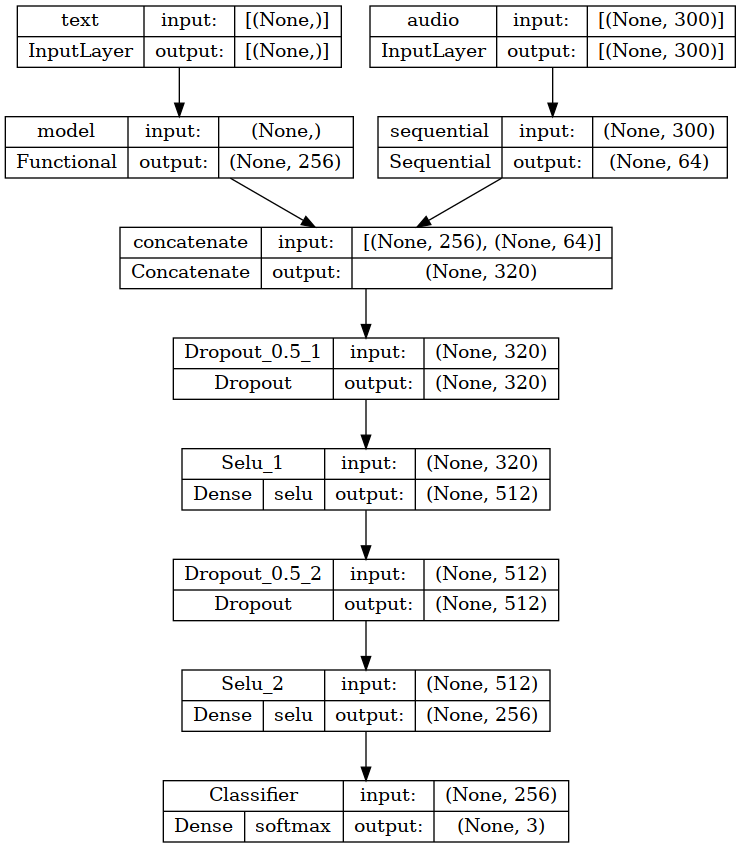 text input: [(None,)]
InputLayer output: [(None,)]
audio input: [(None, 300)]
InputLayer output: [(None, 300)]
model input: (None,)
Functional output: (None, 256)
sequential input: (None, 300)
Sequential output: (None, 64)
concatenate input: [(None, 256), (None, 64)]
Concatenate output: (None, 320)
Dropout_0.5_1 input: (None, 320)
Dropout output: (None, 320)
Selu_1 input: (None, 320)
Dense selu output: (None, 512)
Dropout_0.5_2 input: (None, 512)
Dropout output: (None, 512)
Selu_2 input: (None, 512)
Dense selu output: (None, 256)
Classifier input: (None, 256)
Dense softmax output: (None, 3)